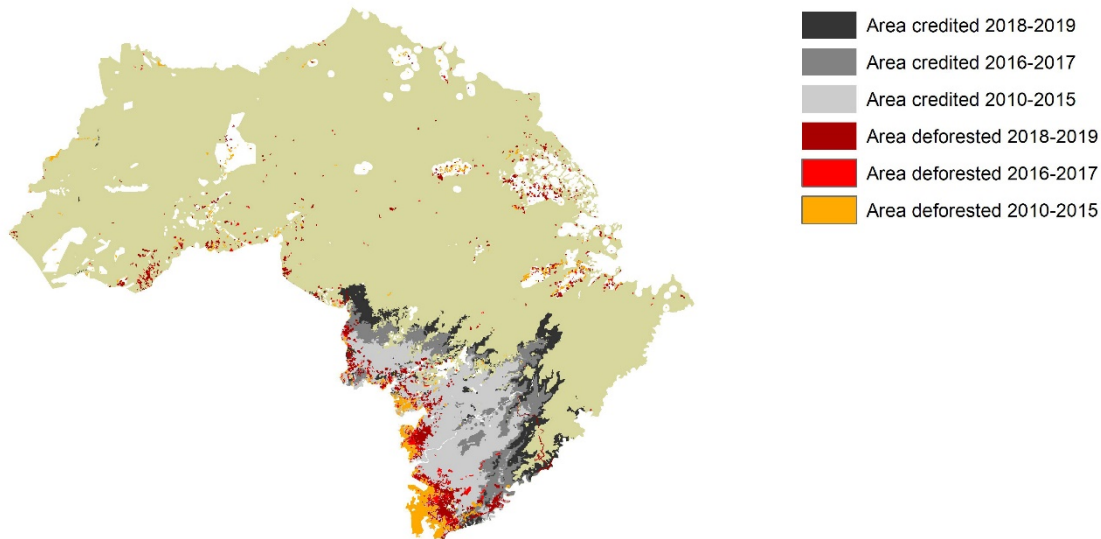 Area credited 2018-2019
Area credited 2016-2017
Area credited 2010-2015
Area deforested 2018-2019
Area deforested 2016-2017
Area deforested 2010-2015